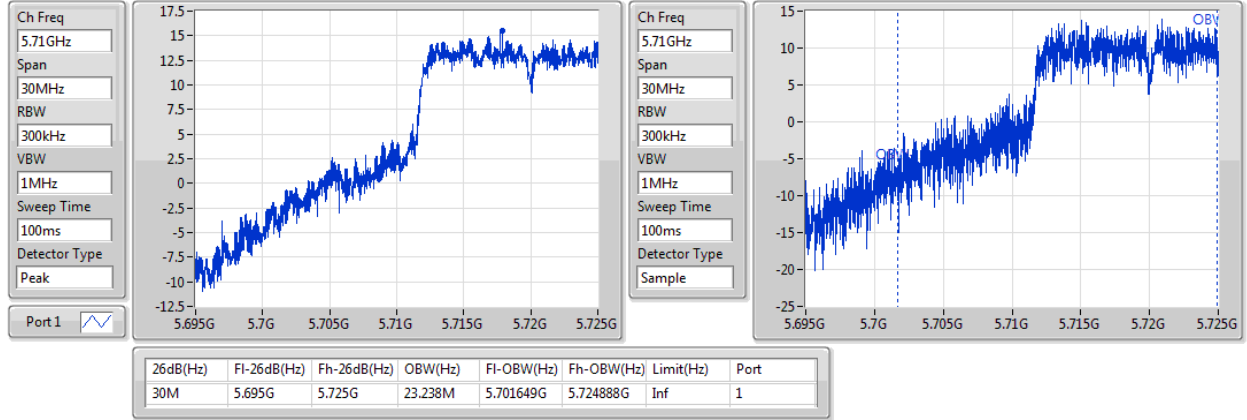 Ch Freq
5.71GHz
Span
30MHz
RBW
300kHz
VBW
1MHz
Sweep Time
100ms
Detector Type
Peak
Port 1
17.5
15
12.5
10
7.5
5
2.5
0
-2.5
-5
-7.5
-10
-12.5
5.695G 5.7G 5.705G 5.71G 5.715G 5.72G 5.725G
Ch Freq
5.71GHz
Span
30MHz
RBW
300kHz
VBW
1MHz
Sweep Time
100ms
Detector Type
Sample
15
10
5
0
-5
-10
-15
-20
-25
OBW
OBW
5.695G 5.7G 5.705G 5.71G 5.715G 5.72G 5.725G
26dB(Hz) Fl-26dB(Hz) Fh-26dB(Hz) OBW(Hz) Fl-OBW(Hz) Fh-OBW(Hz) Limit(Hz) Port
30M 5.695G 5.725G 23.238M 5.701649G 5.724888G Inf 1